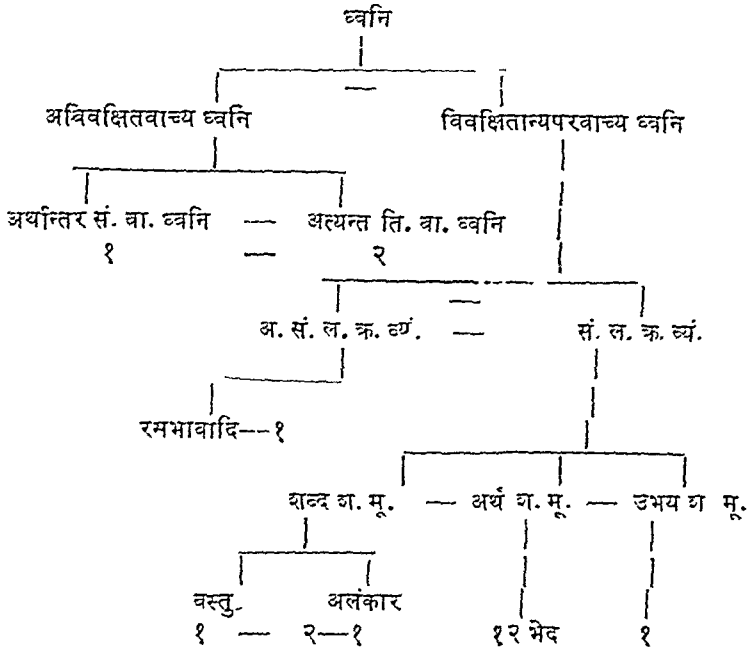 ध्वनि
अविवक्षितवाच्य ध्वनि विवक्षितान्यपरवाच्य ध्वनि
अर्थान्तर सं. वा. ध्वनि — अत्यन्त ति. वा. ध्वनि
१ — २
अ. सं. ल. क्र. व्यं. — सं. ल. क्र. व्यं.
रमभावादि--१
शब्द श. मू. — अर्थ श. मू. — उभय श मू.
वस्तु अलंकार
१ — २—१ १२ भेद १